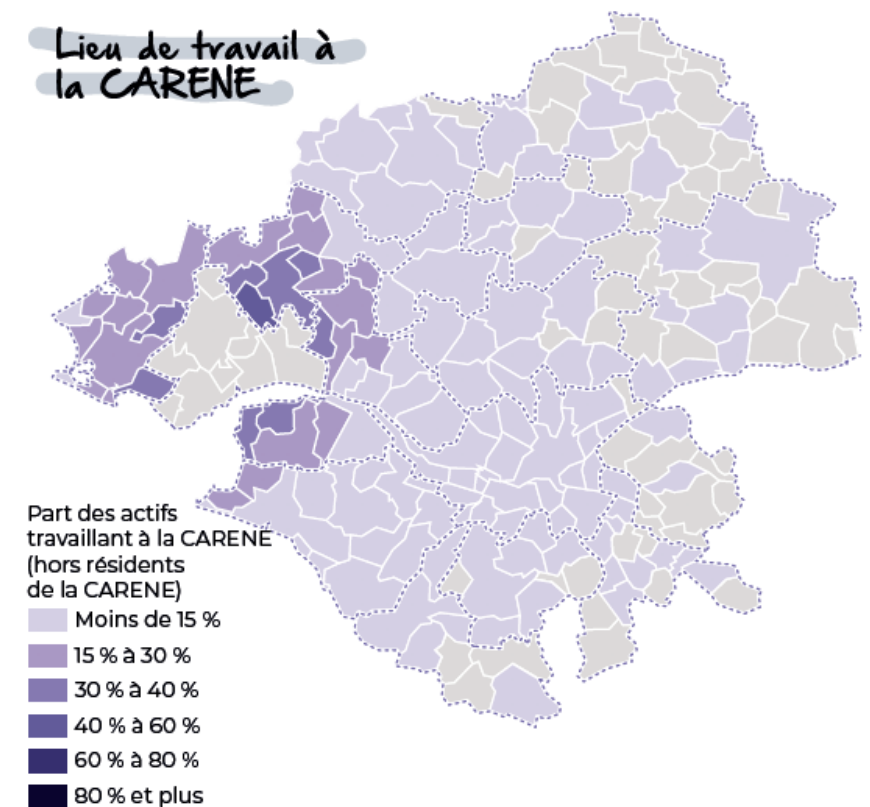 Lieu de travail à
la CARENE
Part des actifs
travaillant à la CARENE
(hors résidents
de la CARENE)
Moins de 15 %
15 % à 30 %
30 % à 40 %
40 % à 60 %
60 % à 80 %
80 % et plus